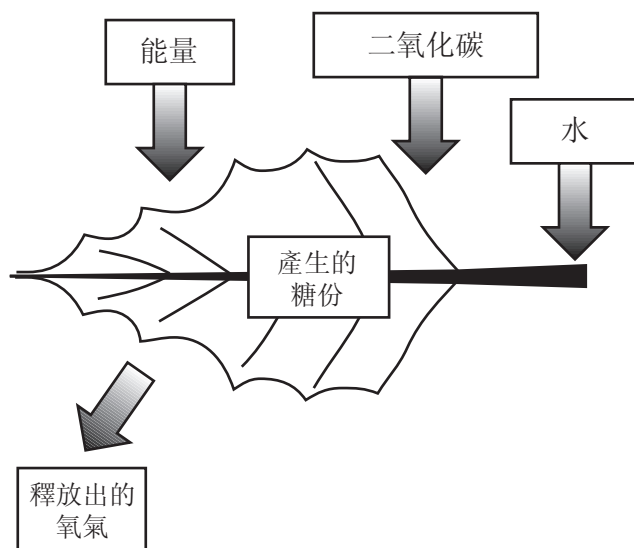 能量
二氧化碳
水
產生的
糖份
釋放出的
氧氣